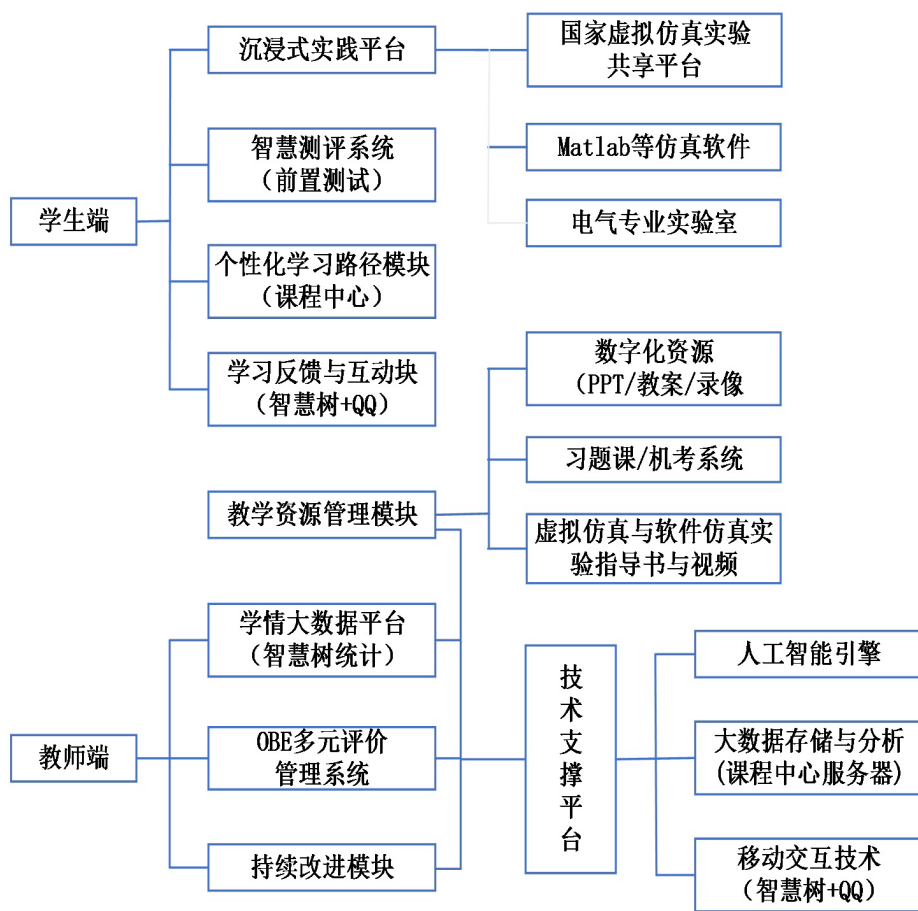 学生端
沉浸式实践平台
国家虚拟仿真实验
共享平台
Matlab等仿真软件
电气专业实验室
智慧测评系统
（前置测试）
个性化学习路径模块
（课程中心）
学习反馈与互动块
（智慧树+QQ）
教学资源管理模块
数字化资源
（PPT/教案/录像
习题课/机考系统
虚拟仿真与软件仿真实
验指导书与视频
教师端
学情大数据平台
（智慧树统计）
OBE多元评价
管理系统
持续改进模块
技
术
支
撑
平
台
人工智能引擎
大数据存储与分析
(课程中心服务器)
移动交互技术
（智慧树+QQ）